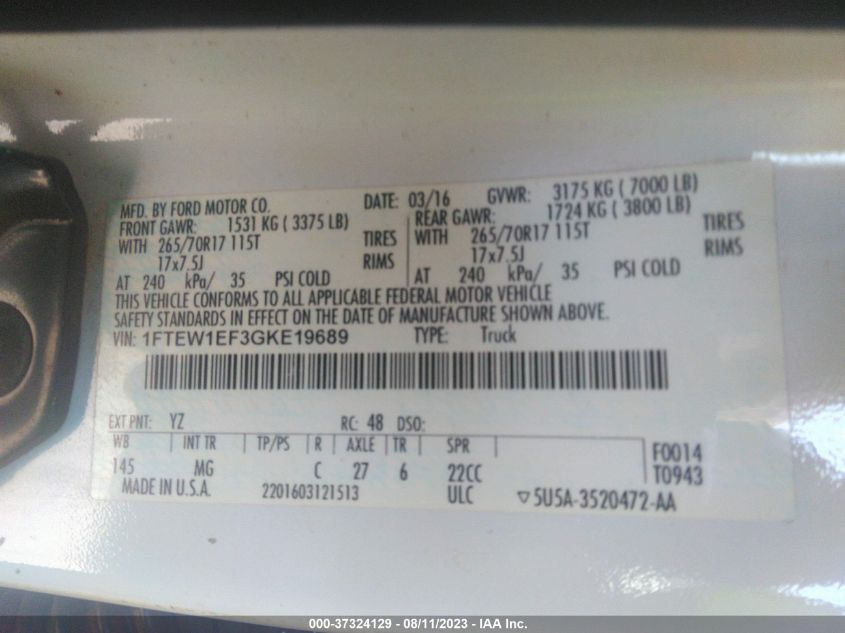 MFD. BY FORD MOTOR CO. DATE: 03/16 GVWR: 3175 KG ( 7000 LB)
FRONT GAWR: 1531 KG ( 3375 LB) REAR GAWR: 1724 KG ( 3800 LB)
WITH 265/70R17 115T TIRES WITH 265/70R17 115T TIRES
17x7.5J RIMS 17x7.5J RIMS
AT 240 kPa/ 35 PSI COLD AT 240 kPa/ 35 PSI COLD
THIS VEHICLE CONFORMS TO ALL APPLICABLE FEDERAL MOTOR VEHICLE
SAFETY STANDARDS IN EFFECT ON THE DATE OF MANUFACTURE SHOWN ABOVE.
VIN: 1FTEW1EF3GKE19689 TYPE: Truck
EXT PNT: YZ RC: 48 DSO:
WB INT TR TP/PS R AXLE TR SPR F0014
145 MG C 27 6 22CC T0943
MADE IN U.S.A. 2201603121513 ULC ▽5U5A-3520472-AA
000-37324129 - 08/11/2023 - IAA Inc.